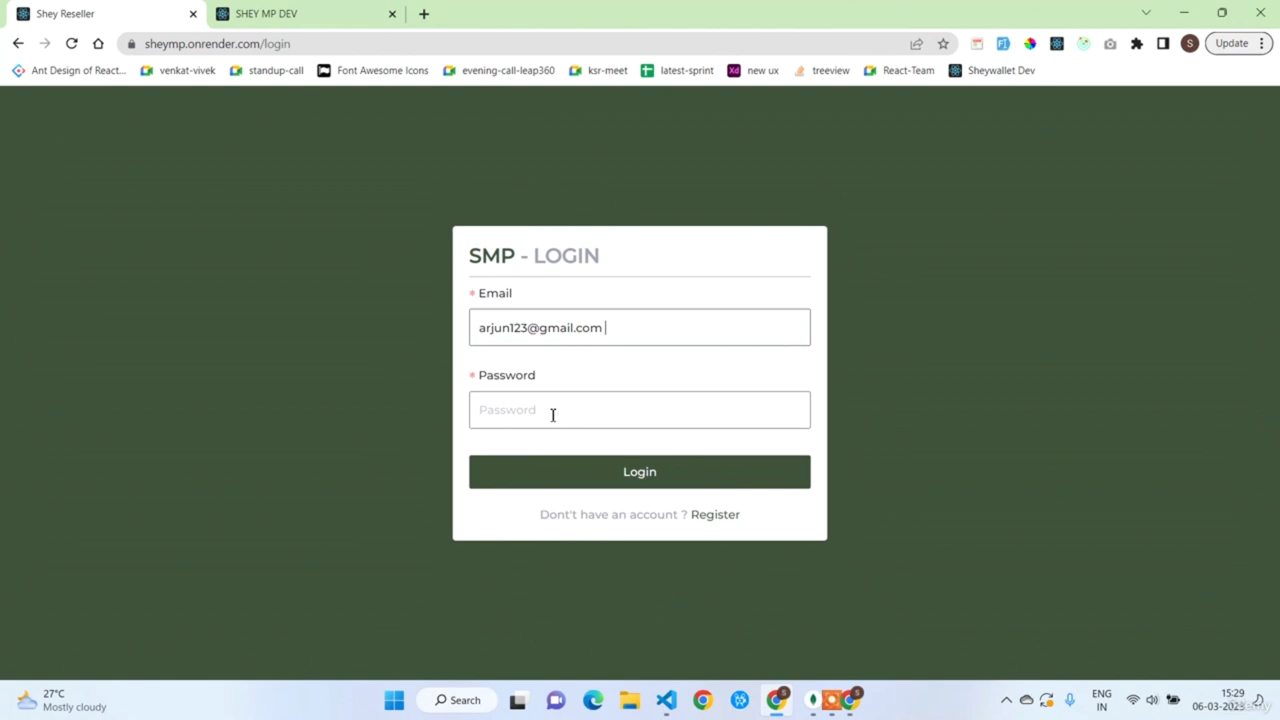 Shey Reseller
SHEY MP DEV
sheymp.onrender.com/login
S
Update
Ant Design of React...
venkat-vivek
standup-call
Font Awesome Icons
evening-call-leap360
ksr-meet
latest-sprint
Xd
new ux
treeview
React-Team
Sheywallet Dev
SMP - LOGIN
* Email
arjun123@gmail.com
* Password
Password
Login
Dont't have an account ? Register
27°C
Mostly cloudy
Search
ENG
IN
15:29
06-03-2023